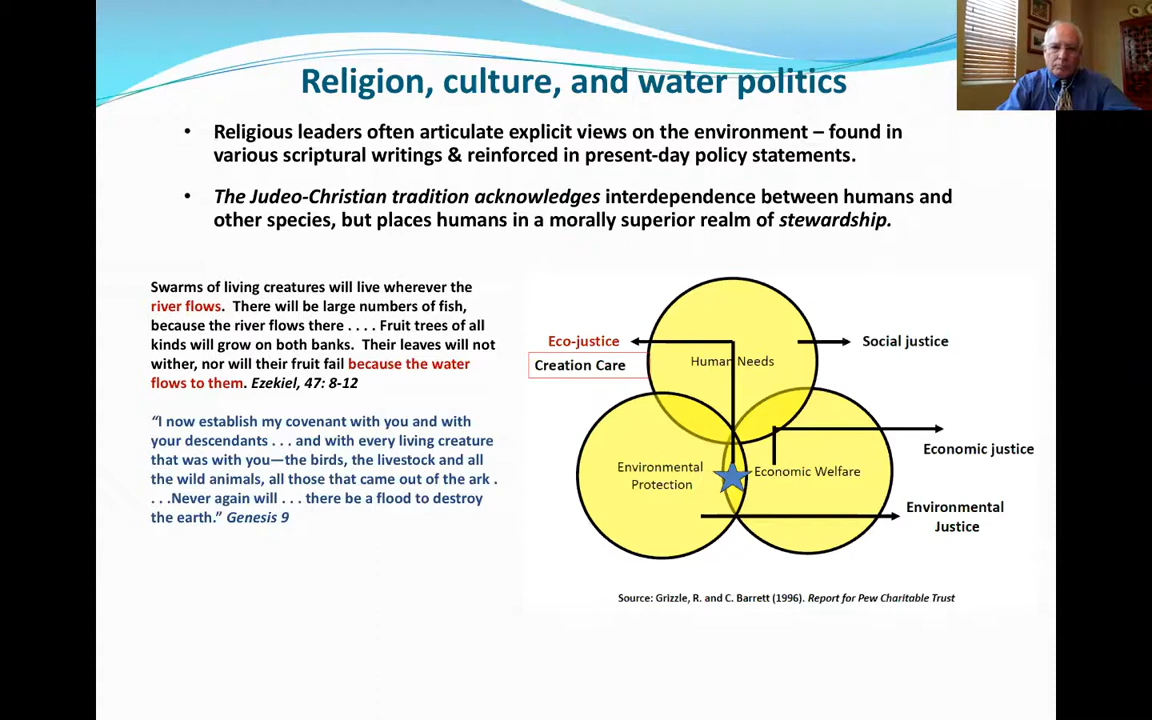 Religion, culture, and water politics
• Religious leaders often articulate explicit views on the environment – found in
various scriptural writings & reinforced in present-day policy statements.
• The Judeo-Christian tradition acknowledges interdependence between humans and
other species, but places humans in a morally superior realm of stewardship.
Swarms of living creatures will live wherever the
river flows. There will be large numbers of fish,
because the river flows there . . . . Fruit trees of all
kinds will grow on both banks. Their leaves will not
wither, nor will their fruit fail because the water
flows to them. Ezekiel, 47: 8-12
“I now establish my covenant with you and with
your descendants . . . and with every living creature
that was with you—the birds, the livestock and all
the wild animals, all those that came out of the ark .
. . .Never again will . . . there be a flood to destroy
the earth.” Genesis 9
Eco-justice
Social justice
Human Needs
Creation Care
Economic justice
Environmental
Protection
Economic Welfare
Environmental
Justice
Source: Grizzle, R. and C. Barrett (1996). Report for Pew Charitable Trust